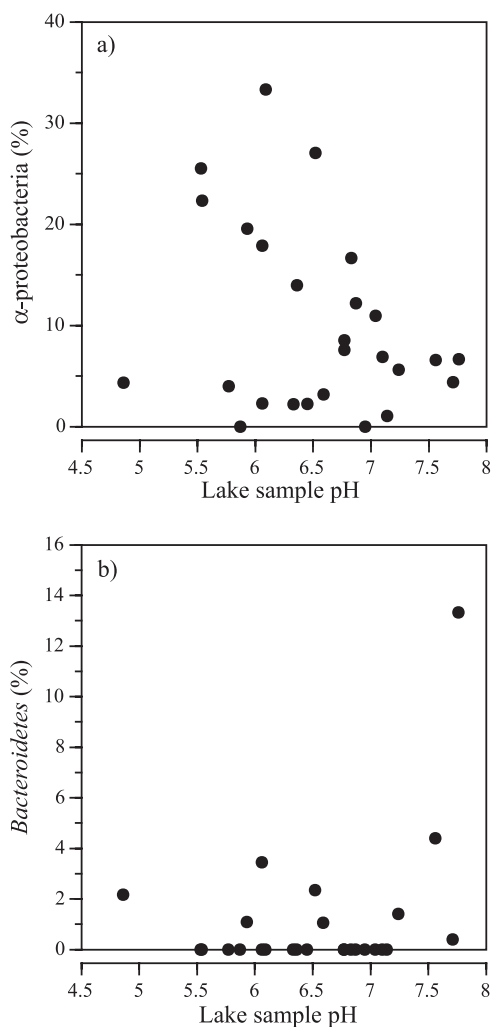 a)
40
30
20
10
0
α-proteobacteria (%)
4.5 5 5.5 6 6.5 7 7.5 8
Lake sample pH
b)
16
14
12
10
8
6
4
2
0
Bacteroidetes (%)
4.5 5 5.5 6 6.5 7 7.5 8
Lake sample pH